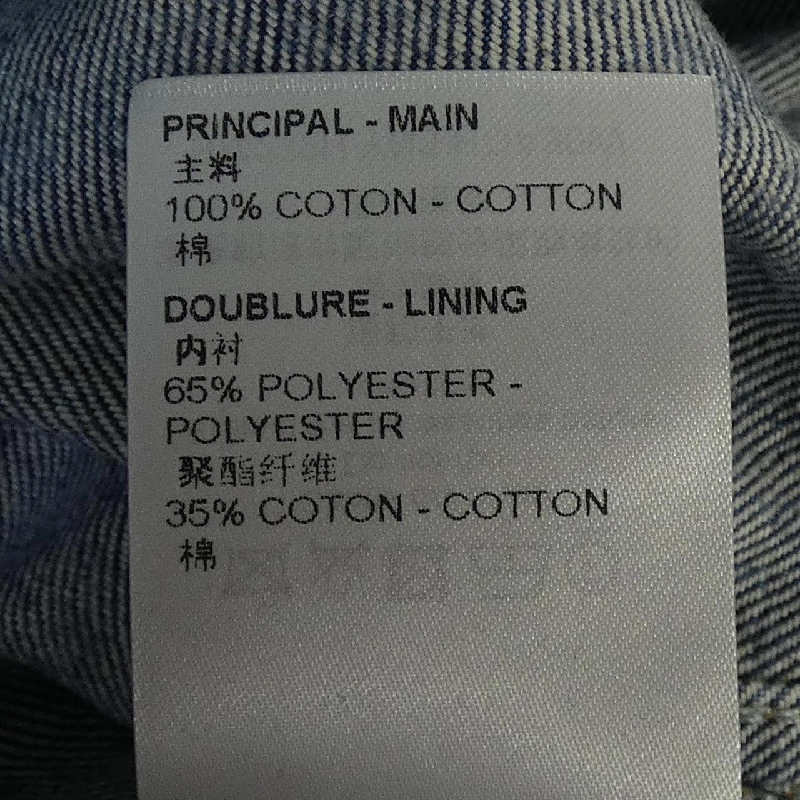 PRINCIPAL - MAIN
主料
100% COTON - COTTON
棉
DOUBLURE - LINING
内衬
65% POLYESTER -
POLYESTER
聚酯纤维
35% COTON - COTTON
棉